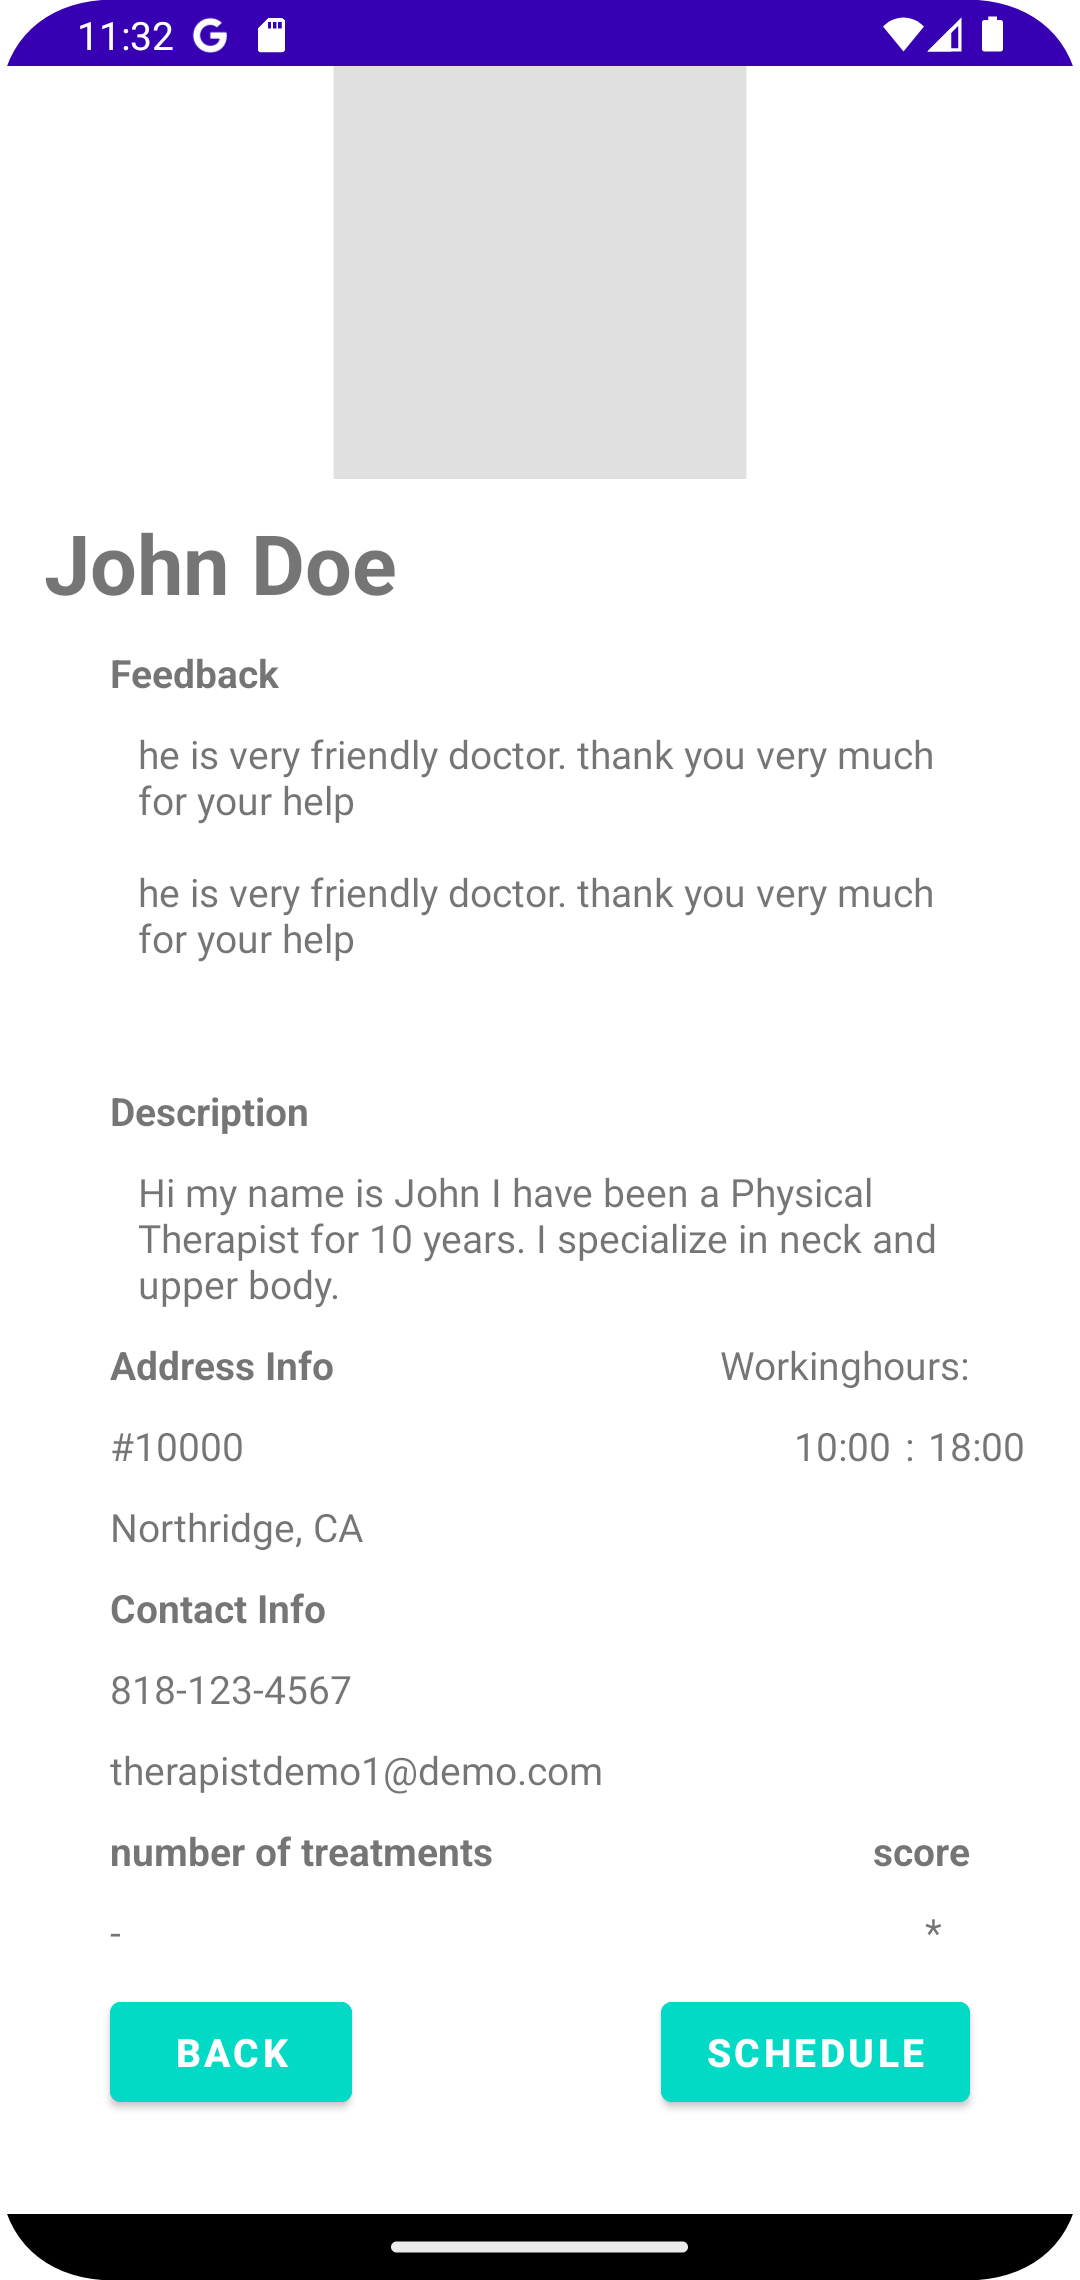 11:32
John Doe
Feedback
he is very friendly doctor. thank you very much
for your help
he is very friendly doctor. thank you very much
for your help
Description
Hi my name is John I have been a Physical
Therapist for 10 years. I specialize in neck and
upper body.
Address Info Workinghours:
#10000 10:00 : 18:00
Northridge, CA
Contact Info
818-123-4567
therapistdemo1@demo.com
number of treatments score
- *
BACK SCHEDULE